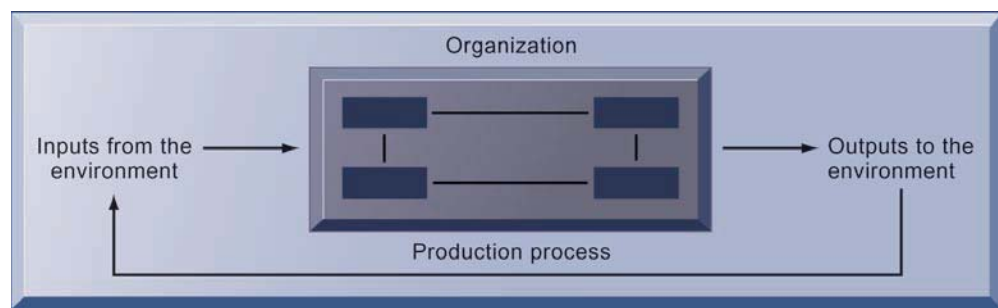 Organization
Inputs from the
environment
Outputs to the
environment
Production process